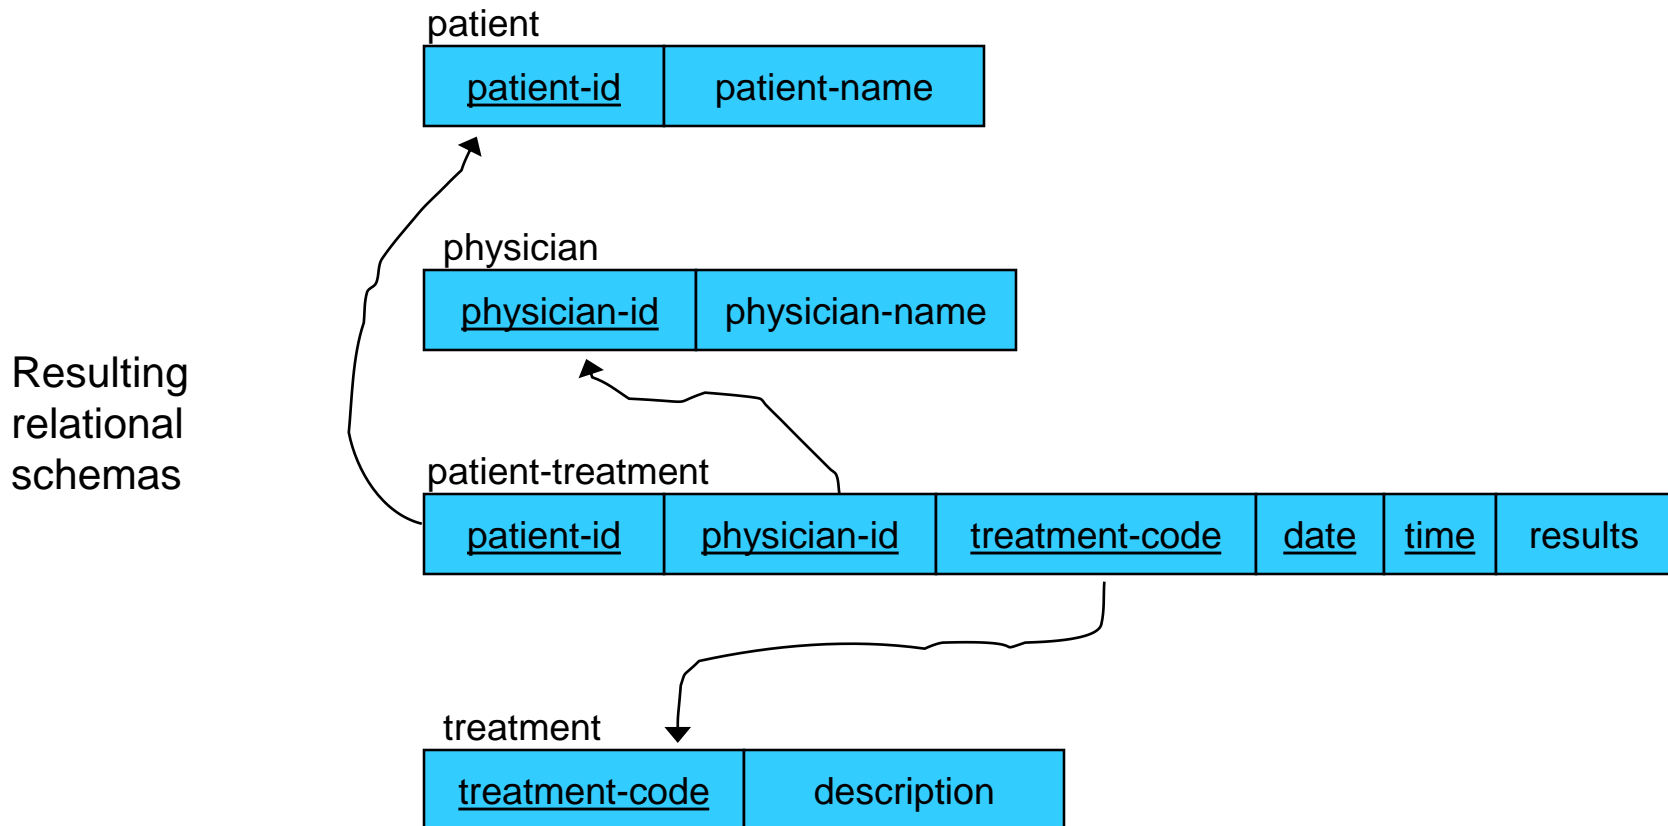 patient
patient-id patient-name
physician
physician-id physician-name
Resulting
relational
schemas
patient-treatment
patient-id physician-id treatment-code date time results
treatment
treatment-code description